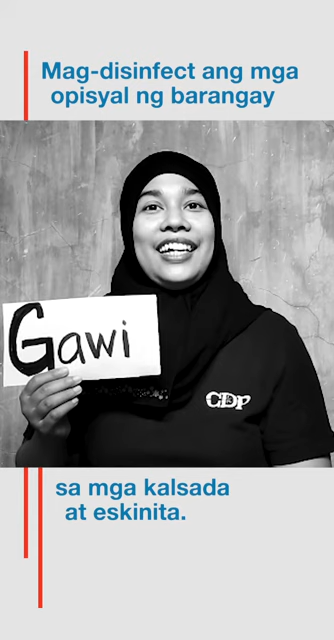 Mag-disinfect ang mga
opisyal ng barangay
Gawi
CDP
sa mga kalsada
at eskinita.